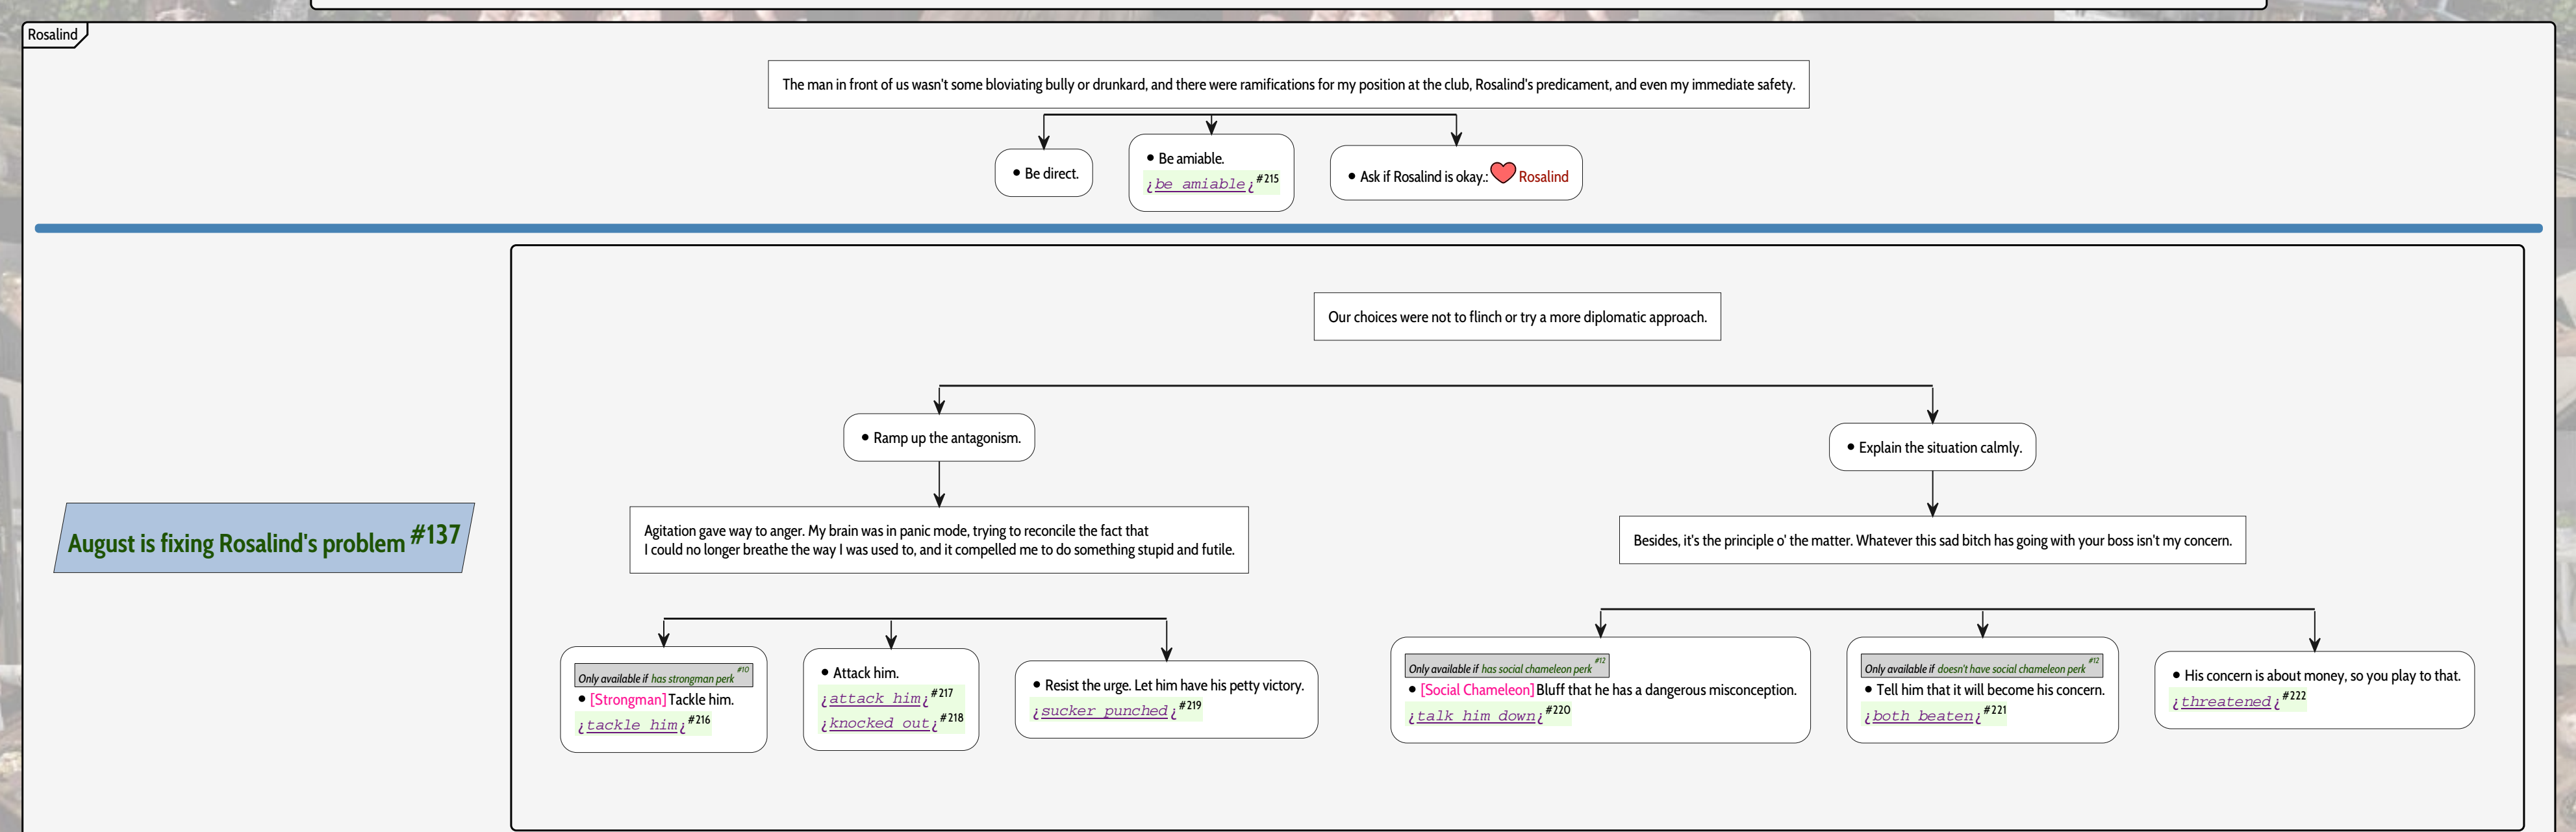 Rosalind
The man in front of us wasn't some bloviating bully or drunkard, and there were ramifications for my position at the club, Rosalind's predicament, and even my immediate safety.
• Be direct.
• Be amiable.
¿be amiable¿ #215
• Ask if Rosalind is okay.: Rosalind
Our choices were not to flinch or try a more diplomatic approach.
• Ramp up the antagonism.
• Explain the situation calmly.
August is fixing Rosalind's problem #137
Agitation gave way to anger. My brain was in panic mode, trying to reconcile the fact that
I could no longer breathe the way I was used to, and it compelled me to do something stupid and futile.
Besides, it's the principle o' the matter. Whatever this sad bitch has going with your boss isn't my concern.
Only available if has strongman perk #10
• [Strongman] Tackle him.
¿tackle him¿ #216
• Attack him.
¿attack him¿ #217
¿knocked out¿ #218
• Resist the urge. Let him have his petty victory.
¿sucker punched¿ #219
Only available if has social chameleon perk #12
• [Social Chameleon] Bluff that he has a dangerous misconception.
¿talk him down¿ #220
Only available if doesn't have social chameleon perk #12
• Tell him that it will become his concern.
¿both beaten¿ #221
• His concern is about money, so you play to that.
¿threatened¿ #222